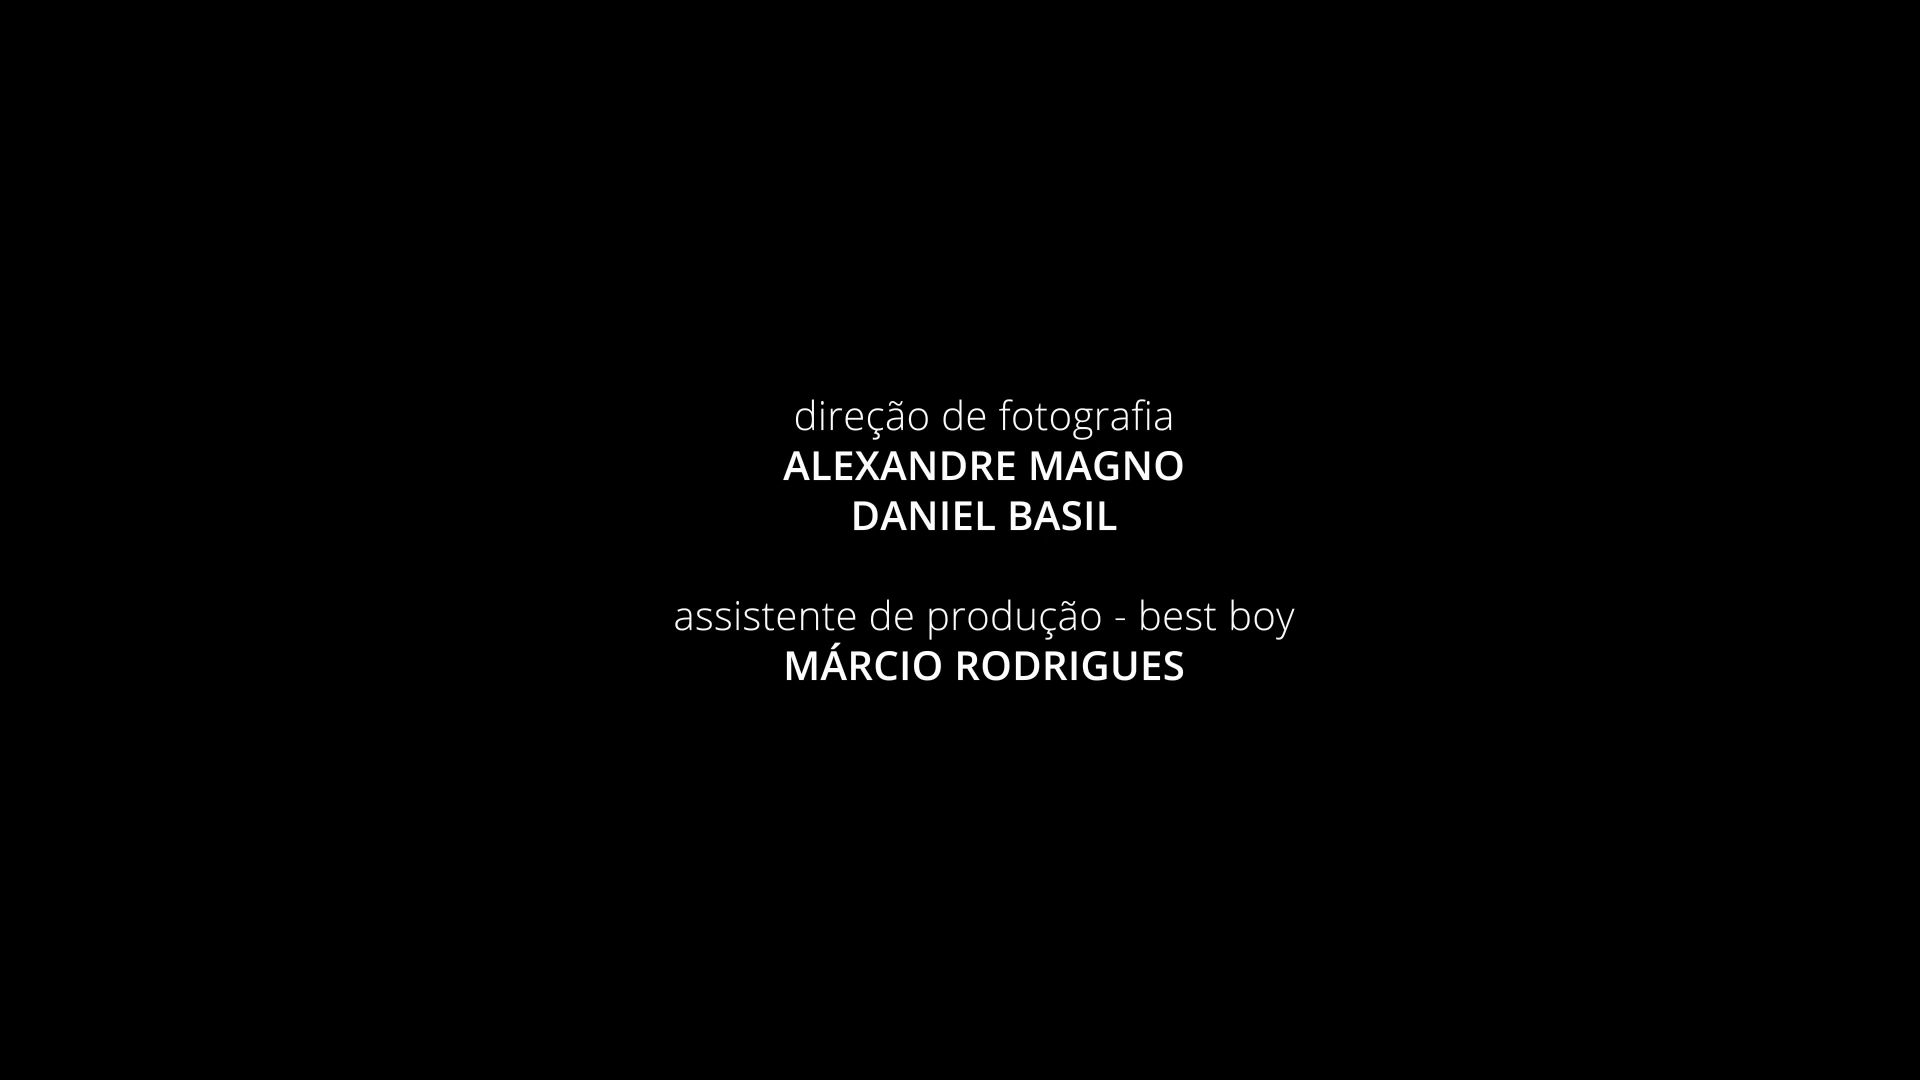 direção de fotografia
ALEXANDRE MAGNO
DANIEL BASIL
assistente de produção - best boy
MÁRCIO RODRIGUES